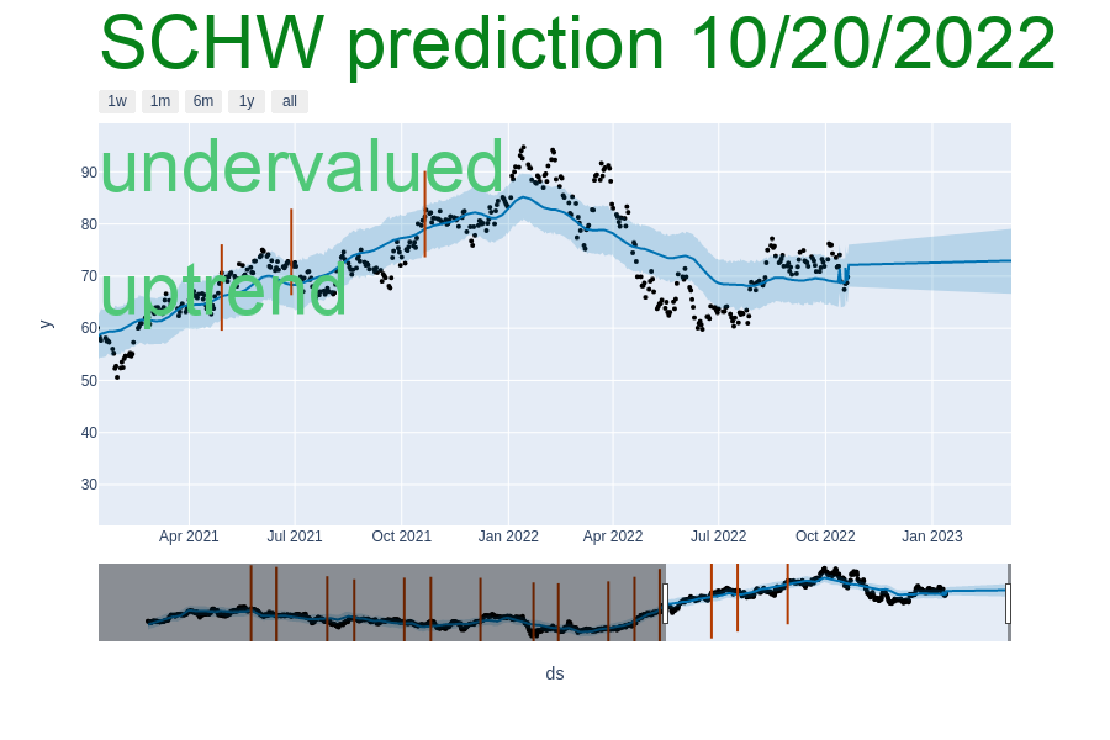 SCHW prediction 10/20/2022
1w 1m 6m 1y all
undervalued
uptrend
90
80
70
60
50
40
30
y
Apr 2021 Jul 2021 Oct 2021 Jan 2022 Apr 2022 Jul 2022 Oct 2022 Jan 2023
ds